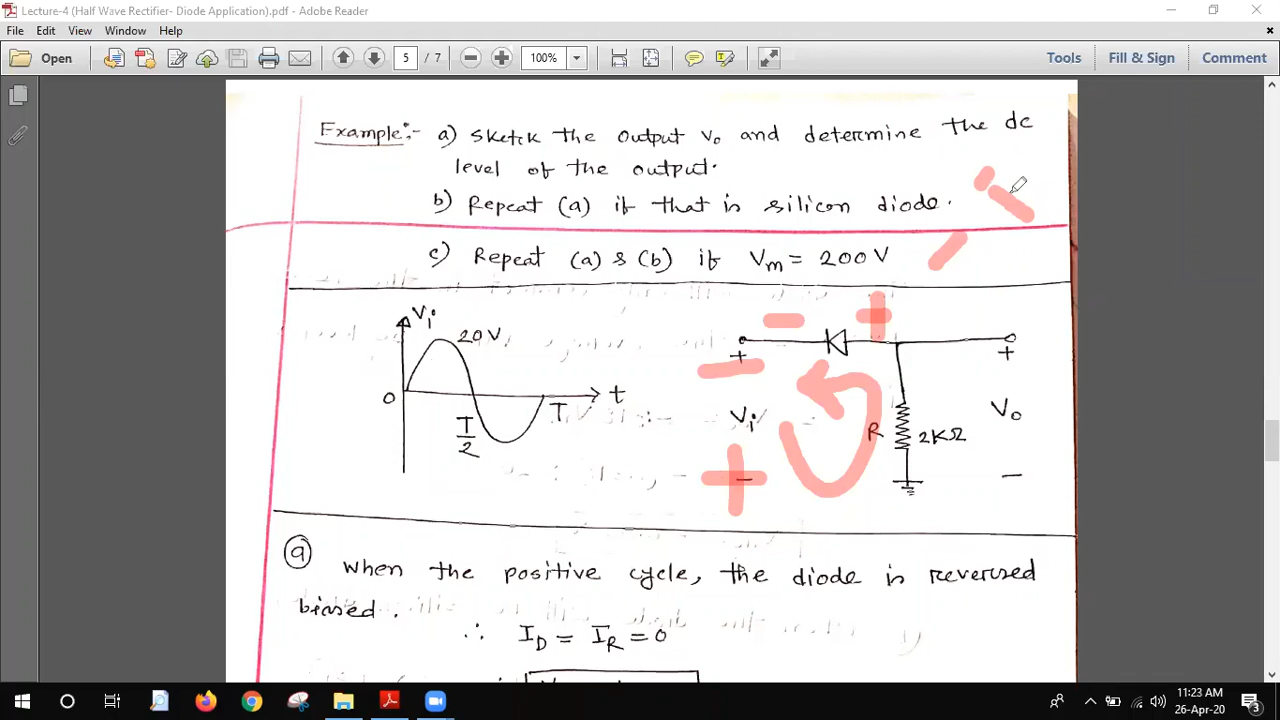 Lecture-4 (Half Wave Rectifier- Diode Application).pdf - Adobe Reader
File Edit View Window Help
Open 5 / 7 100% Tools Fill & Sign Comment
Example:- a) sketch the output Vo and determine the dc
level of the output.
b) Repeat (a) if that is silicon diode.
c) Repeat (a) & (b) if Vm = 200V
Vi
20V
0
T/2
T
t
+
Vi
-
R 2KΩ
+
Vo
-
(a) When the positive cycle, the diode is reversed
biased.
∴ ID = IR = 0
11:23 AM
26-Apr-20
3